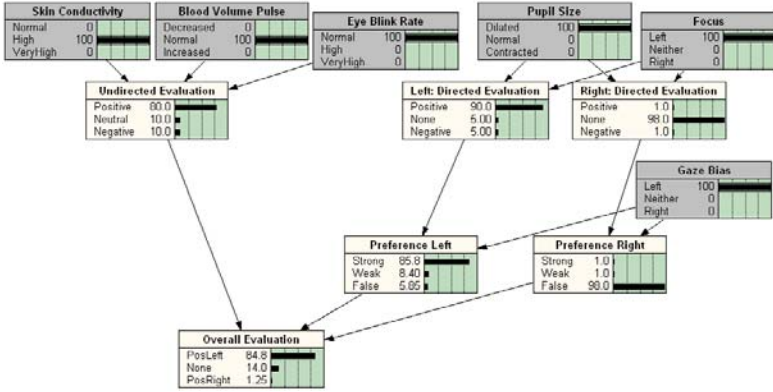 Skin Conductivity
Normal 0
High 100
VeryHigh 0
Blood Volume Pulse
Decreased 0
Normal 100
Increased 0
Eye Blink Rate
Normal 100
High 0
VeryHigh 0
Pupil Size
Dilated 100
Normal 0
Contracted 0
Focus
Left 100
Neither 0
Right 0
Undirected Evaluation
Positive 80.0
Neutral 10.0
Negative 10.0
Left: Directed Evaluation
Positive 90.0
None 5.00
Negative 5.00
Right: Directed Evaluation
Positive 1.0
None 98.0
Negative 1.0
Gaze Bias
Left 100
Neither 0
Right 0
Preference Left
Strong 85.8
Weak 8.40
False 5.85
Preference Right
Strong 1.0
Weak 1.0
False 98.0
Overall Evaluation
PosLeft 84.8
None 14.0
PosRight 1.25